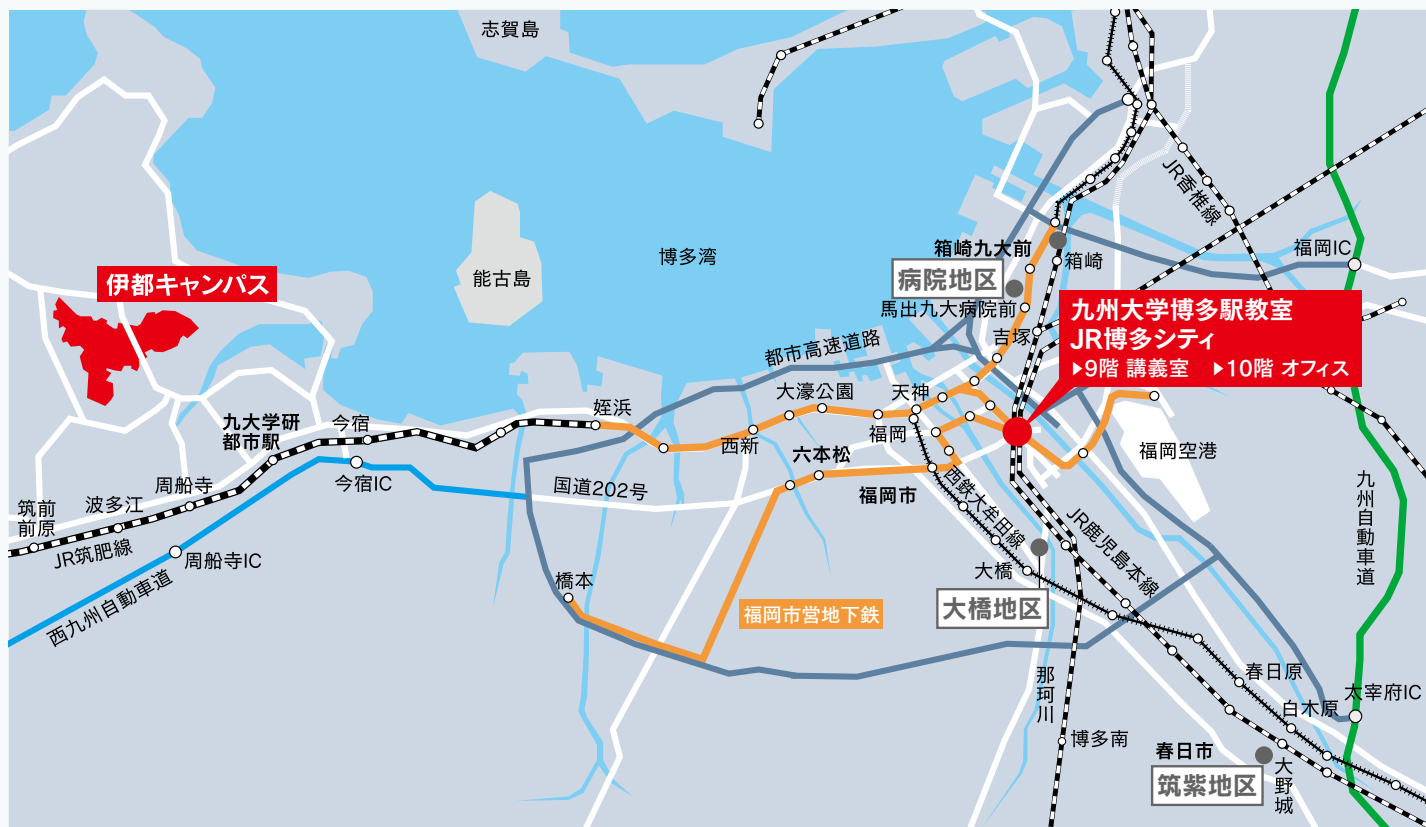 志賀島
博多湾
能古島
伊都キャンパス
箱崎九大前
箱崎
病院地区
馬出九大病院前
吉塚
JR香椎線
福岡IC
九州大学博多駅教室
JR博多シティ
▶9階 講義室 ▶10階 オフィス
都市高速道路
大濠公園
天神
福岡
姪浜
西新
六本松
福岡市
福岡空港
九大学研
都市駅
今宿
今宿IC
周船寺
波多江
筑前
前原
JR筑肥線
周船寺IC
西九州自動車道
国道202号
橋本
福岡市営地下鉄
西鉄大牟田線
大橋
大橋地区
JR鹿児島本線
九州自動車道
那珂川
博多南
春日原
白木原
太宰府IC
春日市
筑紫地区
大野城